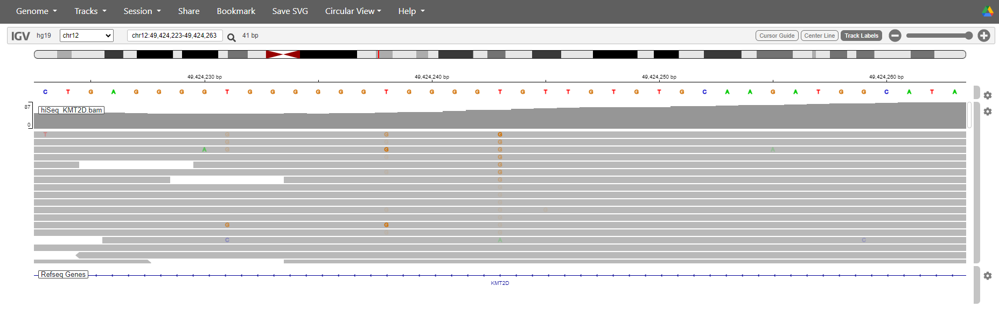 Genome Tracks Session Share Bookmark Save SVG Circular View Help
IGV hg19 chr12 chr12:49,424,223-49,424,263 41 bp Cursor Guide Center Line Track Labels
49,424,230 bp 49,424,240 bp 49,424,250 bp 49,424,260 bp
C T G A G G G G T G G G G G G T G G G G T G T T G T G T G C A A G A T G G C A T A
87
hiSeq_KMT2D.bam
0
T G G G
G G
A G G G A
G
G
G
G
G G
C A C
Refseq Genes
KMT2D